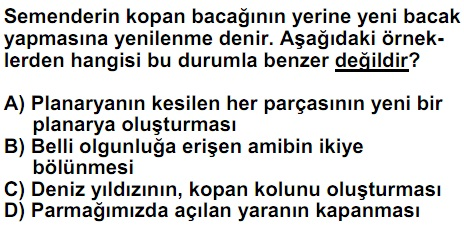 Semenderin kopan bacağının yerine yeni bacak
yapmasına yenilenme denir. Aşağıdaki örnek-
lerden hangisi bu durumla benzer değildir?
A) Planaryanın kesilen her parçasının yeni bir
planarya oluşturması
B) Belli olgunluğa erişen amibin ikiye
bölünmesi
C) Deniz yıldızının, kopan kolunu oluşturması
D) Parmağımızda açılan yaranın kapanması